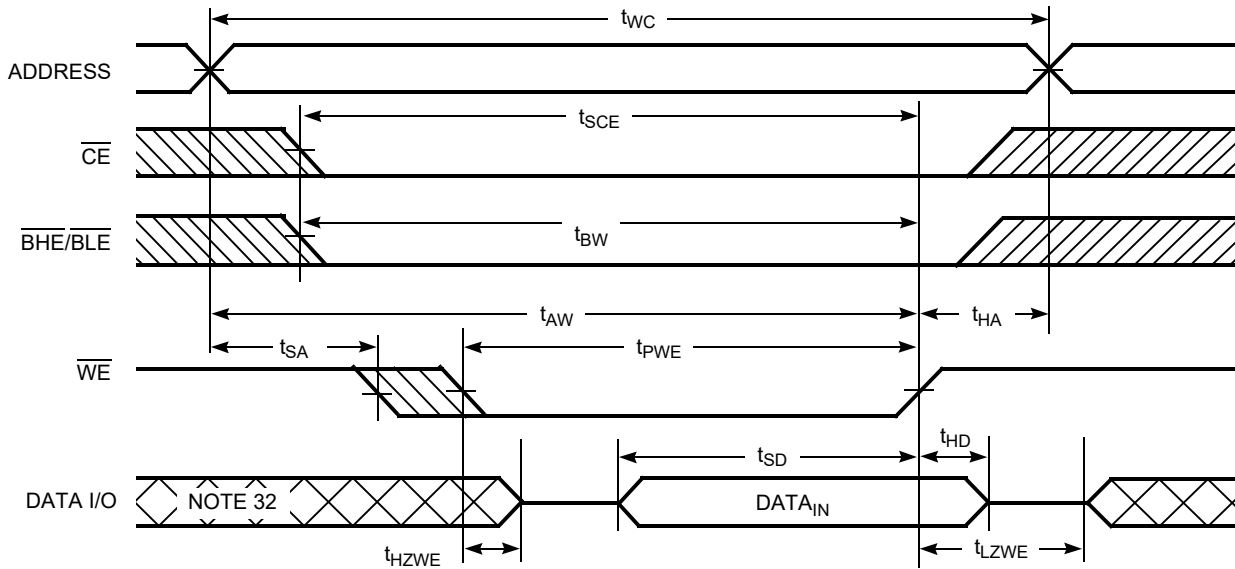 tWC
ADDRESS
tSCE
CE
tBW
BHE/BLE
tAW
tHA
tSA
tPWE
WE
tHD
tSD
DATA I/O
NOTE 32
DATAIN
tHZWE
tLZWE